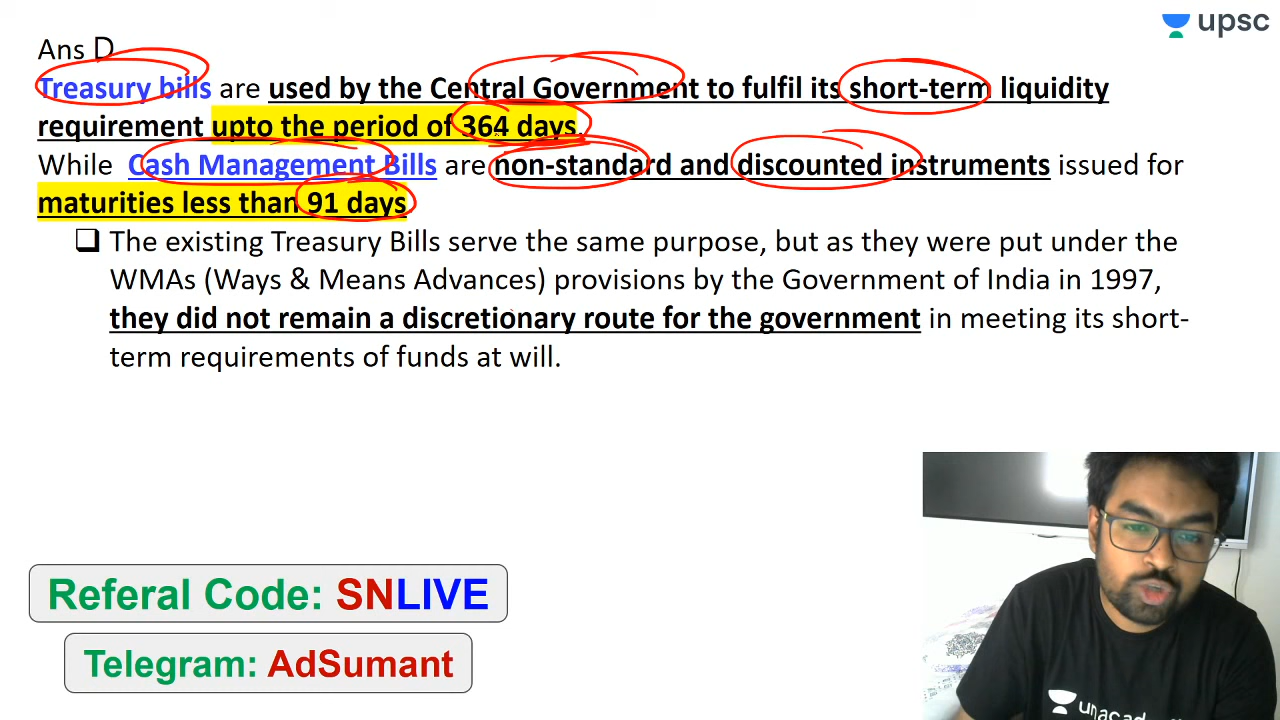 upsc
Ans D
Treasury bills are used by the Central Government to fulfil its short-term liquidity
requirement upto the period of 364 days.
While Cash Management Bills are non-standard and discounted instruments issued for
maturities less than 91 days
The existing Treasury Bills serve the same purpose, but as they were put under the
WMAs (Ways & Means Advances) provisions by the Government of India in 1997,
they did not remain a discretionary route for the government in meeting its short-
term requirements of funds at will.
Referal Code: SNLIVE
Telegram: AdSumant